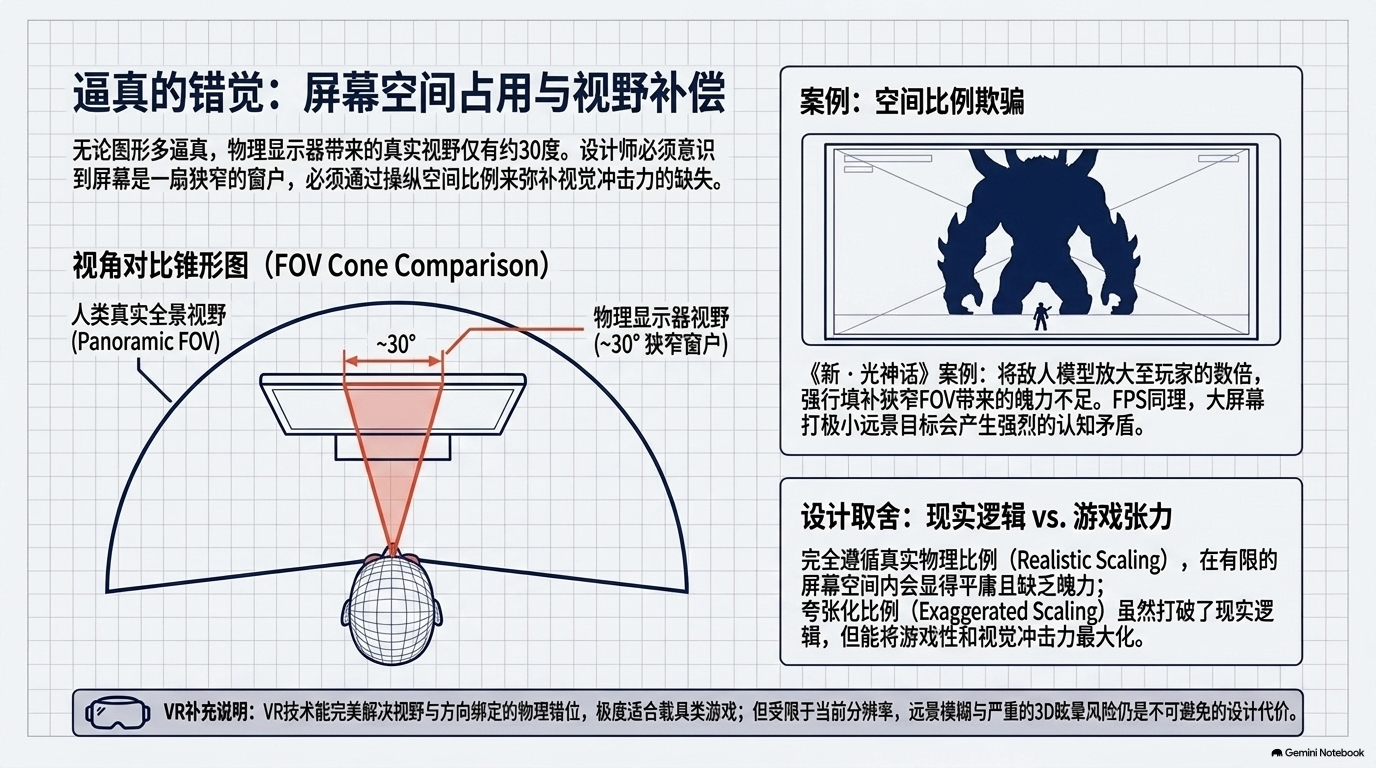 逼真的错觉：屏幕空间占用与视野补偿
无论图形多逼真，物理显示器带来的真实视野仅有约30度。设计师必须意识
到屏幕是一扇狭窄的窗户，必须通过操纵空间比例来弥补视觉冲击力的缺失。
视角对比锥形图（FOV Cone Comparison）
人类真实全景视野
(Panoramic FOV)
~30°
物理显示器视野
(~30° 狭窄窗户)
案例：空间比例欺骗
《新·光神话》案例：将敌人模型放大至玩家的数倍，
强行填补狭窄FOV带来的魄力不足。FPS同理，大屏幕
打极小远景目标会产生强烈的认知矛盾。
设计取舍：现实逻辑 vs. 游戏张力
完全遵循真实物理比例（Realistic Scaling），在有限的
屏幕空间内会显得平庸且缺乏魄力；
夸张化比例（Exaggerated Scaling）虽然打破了现实逻
辑，但能将游戏性和视觉冲击力最大化。
VR补充说明：VR技术能完美解决视野与方向绑定的物理错位，极度适合载具类游戏；但受限于当前分辨率，远景模糊与严重的3D眩晕风险仍是不可避免的设计代价。
Gemini Notebook